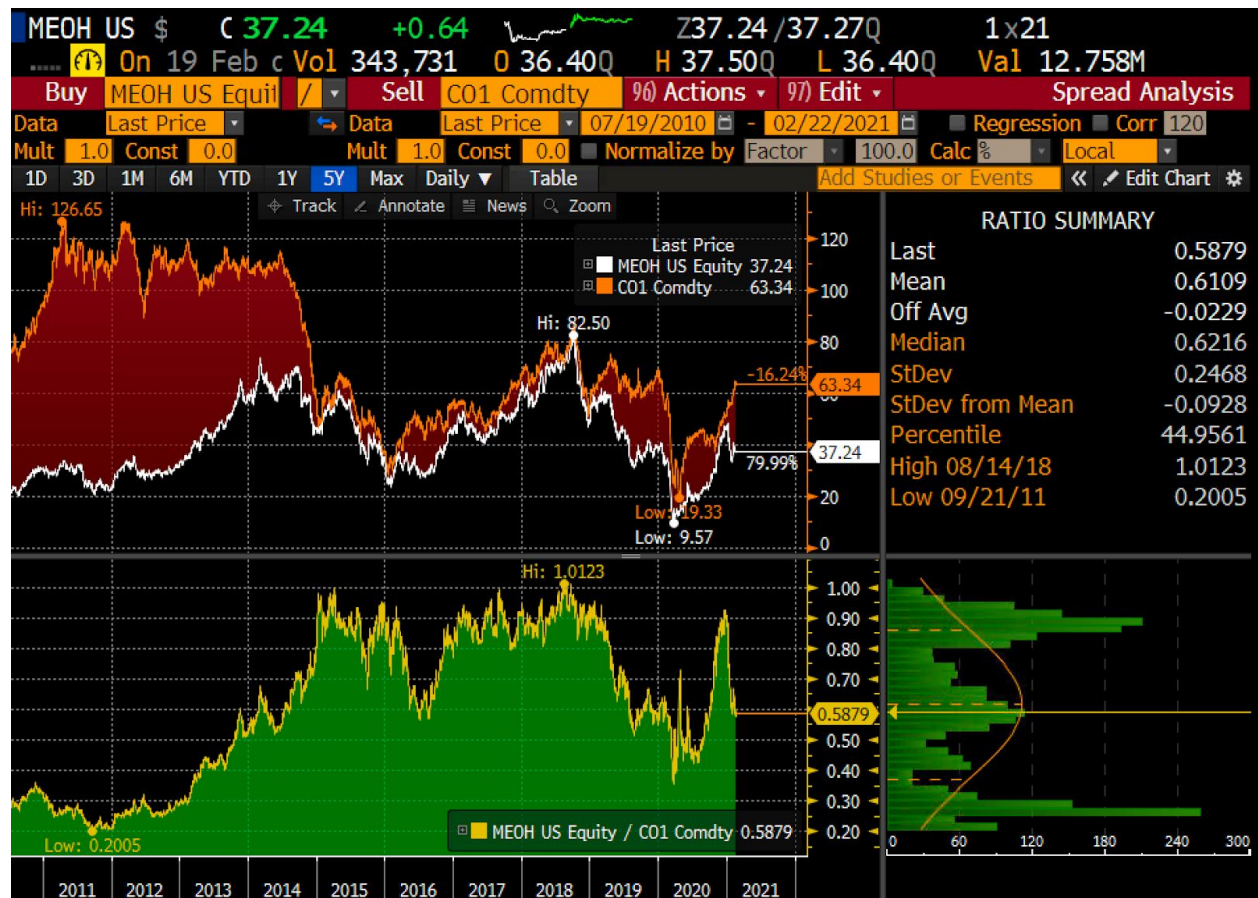 MEOH US $ C 37.24 +0.64 Z37.24/37.27Q 1x21
On 19 Feb c Vol 343,731 O 36.40Q H 37.50Q L 36.40Q Val 12.758M
Buy MEOH US Equit / Sell CO1 Comdty 96) Actions 97) Edit Spread Analysis
Data Last Price Data Last Price 07/19/2010 - 02/22/2021 Regression Corr 120
Mult 1.0 Const 0.0 Mult 1.0 Const 0.0 Normalize by Factor 100.0 Calc % Local
1D 3D 1M 6M YTD 1Y 5Y Max Daily ▼ Table Add Studies or Events « Edit Chart
Track Annotate News Zoom
Hi: 126.65
Last Price
MEOH US Equity 37.24
CO1 Comdty 63.34
Hi: 82.50
-16.24%
79.99%
Low: 19.33
Low: 9.57
120
100
80
63.34
60
37.24
20
0
RATIO SUMMARY
Last 0.5879
Mean 0.6109
Off Avg -0.0229
Median 0.6216
StDev 0.2468
StDev from Mean -0.0928
Percentile 44.9561
High 08/14/18 1.0123
Low 09/21/11 0.2005
Hi: 1.0123
Low: 0.2005
MEOH US Equity / CO1 Comdty 0.5879
1.00
0.90
0.80
0.70
0.5879
0.50
0.40
0.30
0.20
0 60 120 180 240 300
2011 2012 2013 2014 2015 2016 2017 2018 2019 2020 2021